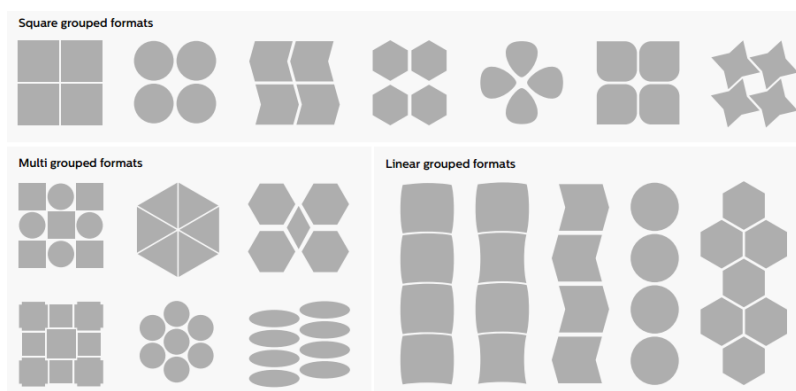 Square grouped formats
Multi grouped formats
Linear grouped formats